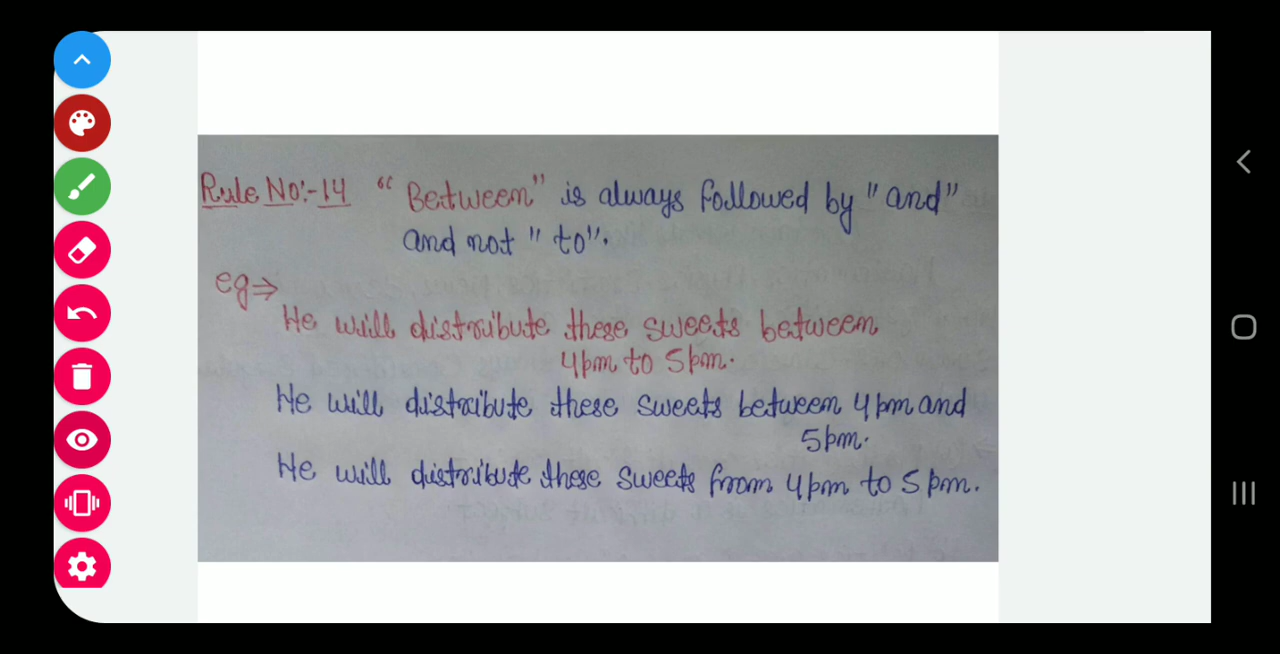 Rule No:-14 "Between" is always followed by "and"
and not "to".
eg⇒
He will distribute these sweets between
4pm to 5pm.
He will distribute these sweets between 4pm and
5pm.
He will distribute these sweets from 4pm to 5pm.